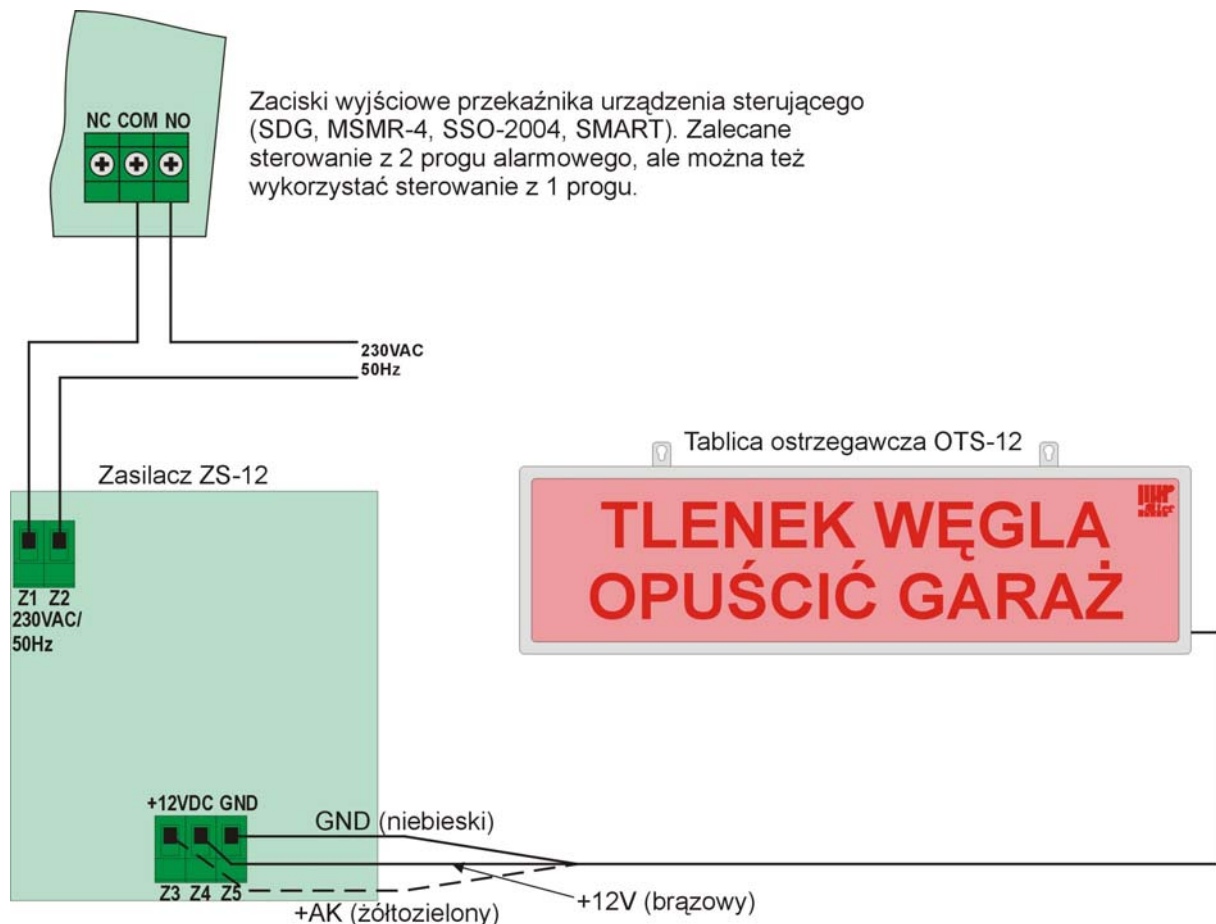 NC COM NO
Zaciski wyjściowe przekaźnika urządzenia sterującego
(SDG, MSMR-4, SSO-2004, SMART). Zalecane
sterowanie z 2 progu alarmowego, ale można też
wykorzystać sterowanie z 1 progu.
230VAC
50Hz
Zasilacz ZS-12
Z1 Z2
230VAC/
50Hz
Tablica ostrzegawcza OTS-12
TLENEK WĘGLA
OPUŚCIĆ GARAŻ
+12VDC GND
Z3 Z4 Z5
GND (niebieski)
+12V (brązowy)
+AK (żółtozielony)